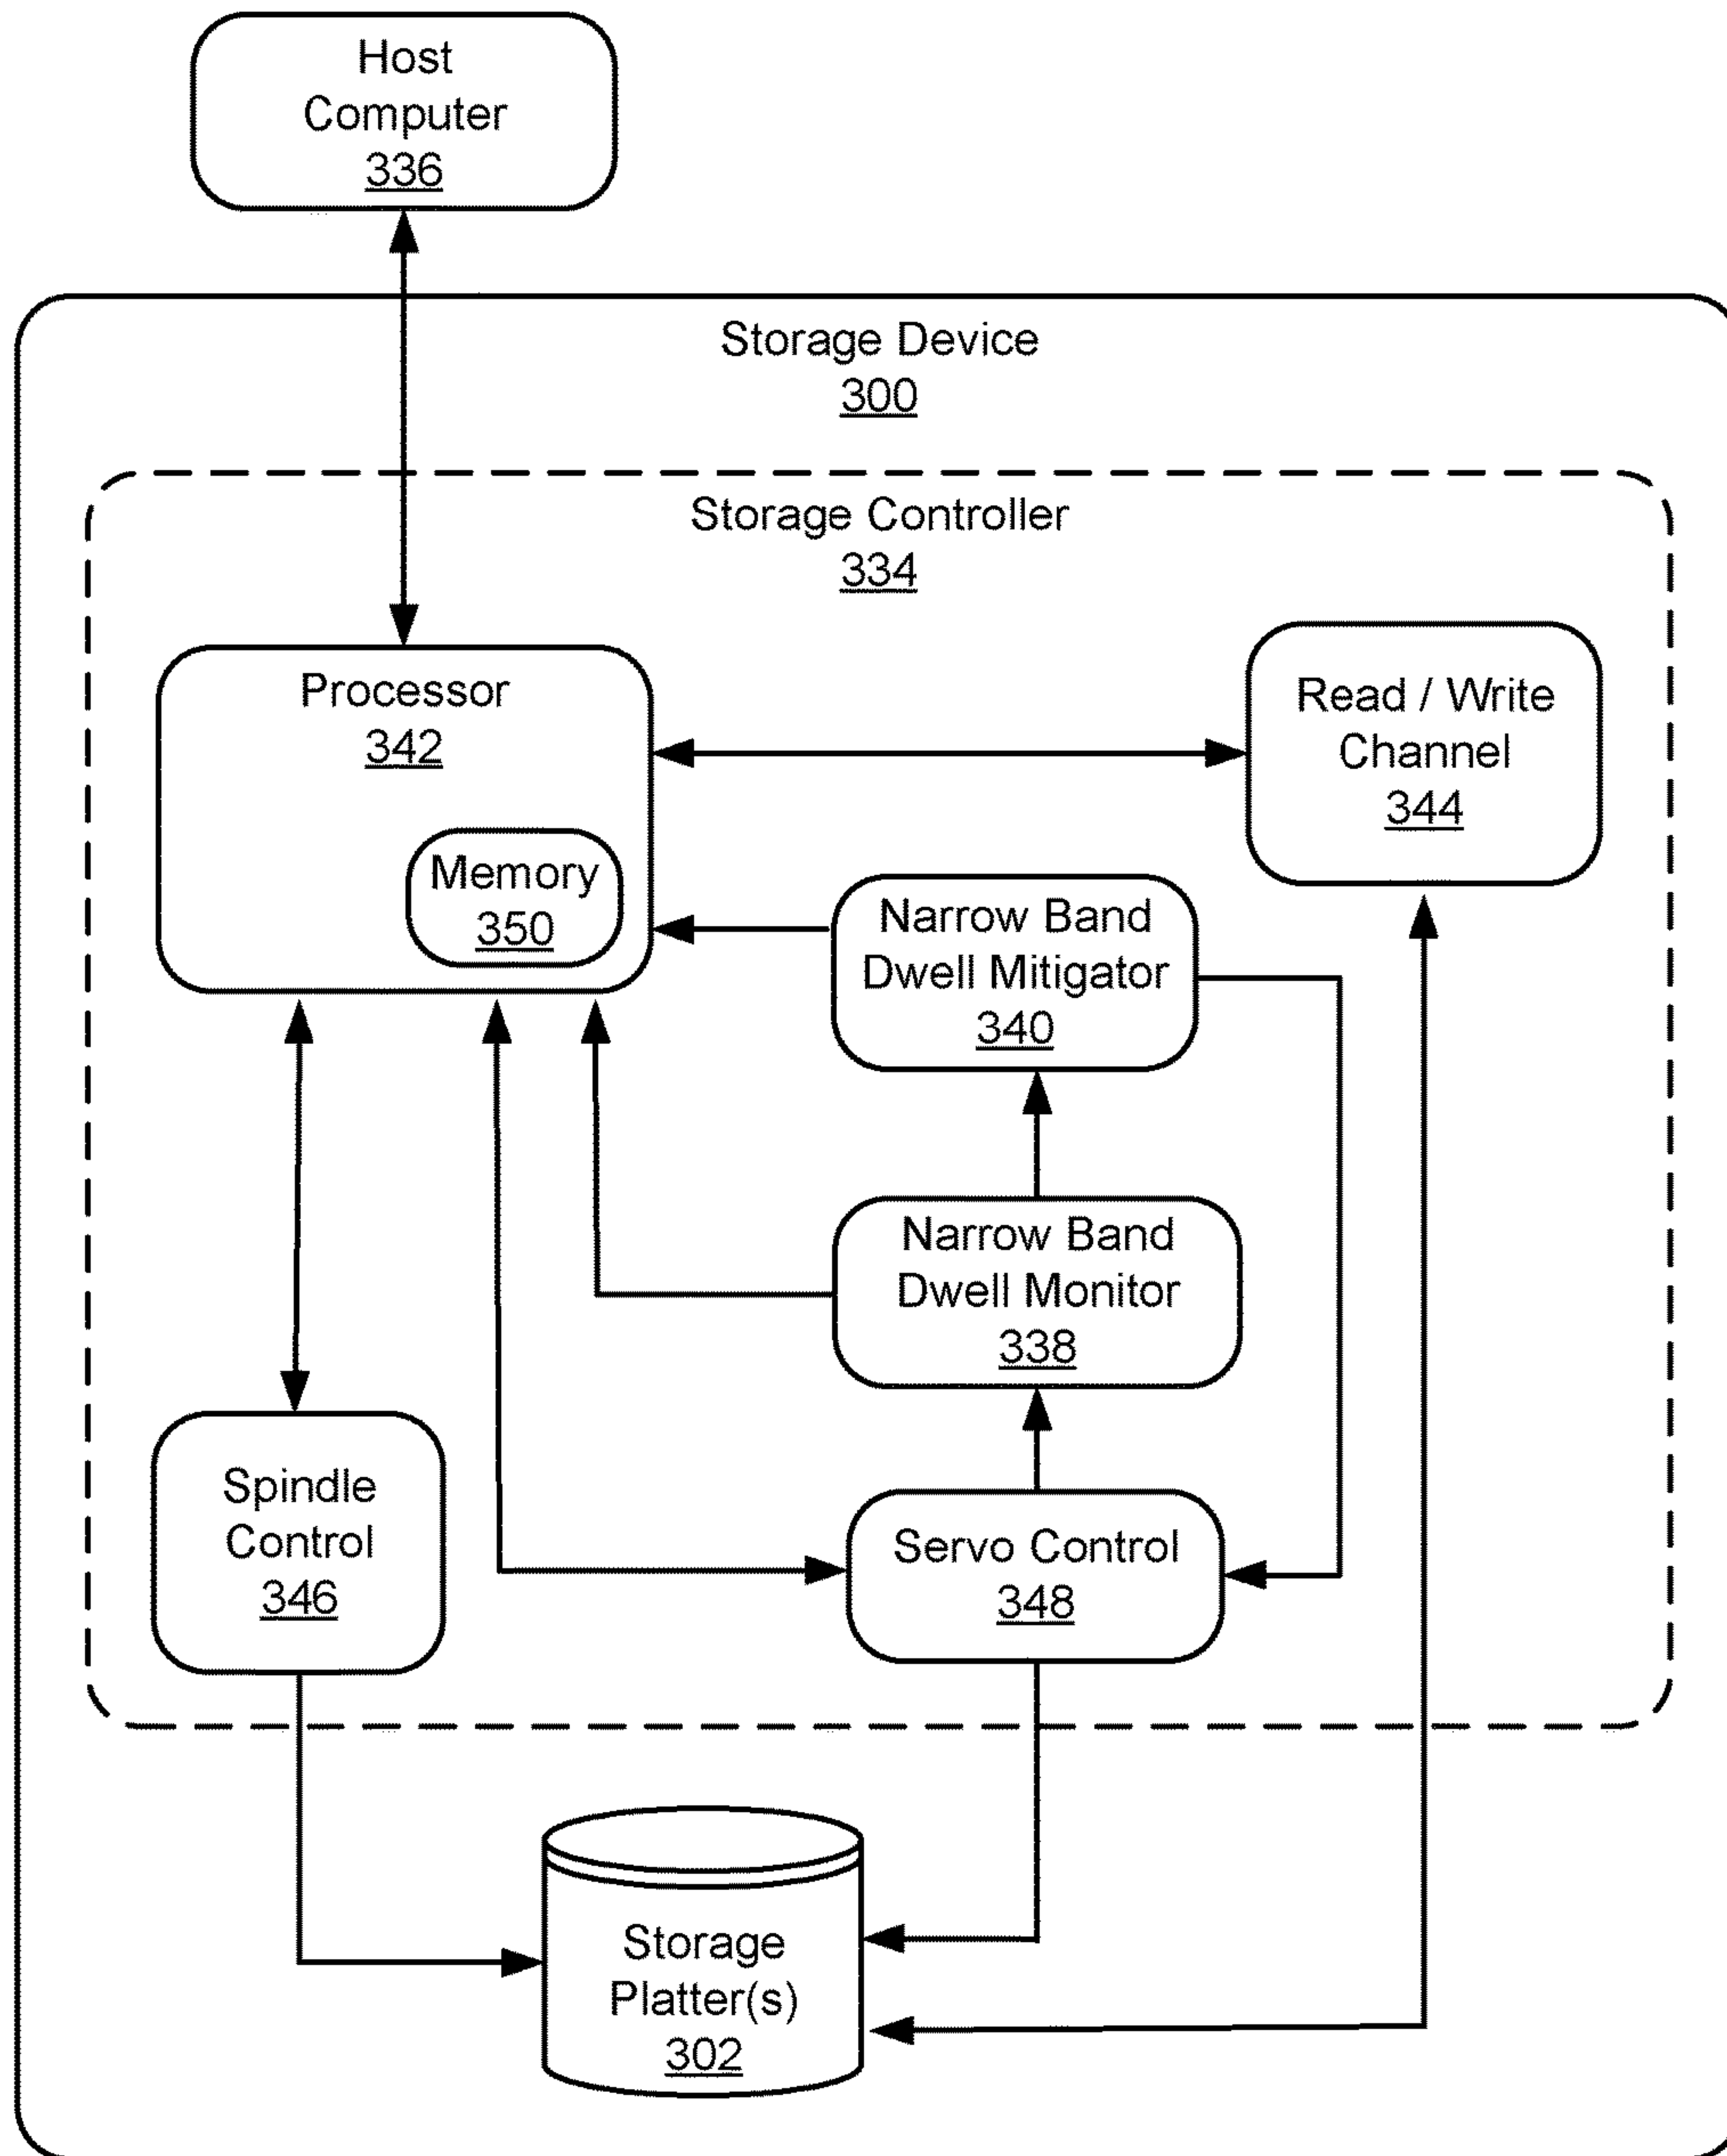 Host
Computer
336
Storage Device
300
Storage Controller
334
Processor
342
Memory
350
Read / Write
Channel
344
Narrow Band
Dwell Mitigator
340
Narrow Band
Dwell Monitor
338
Spindle
Control
346
Servo Control
348
Storage
Platter(s)
302